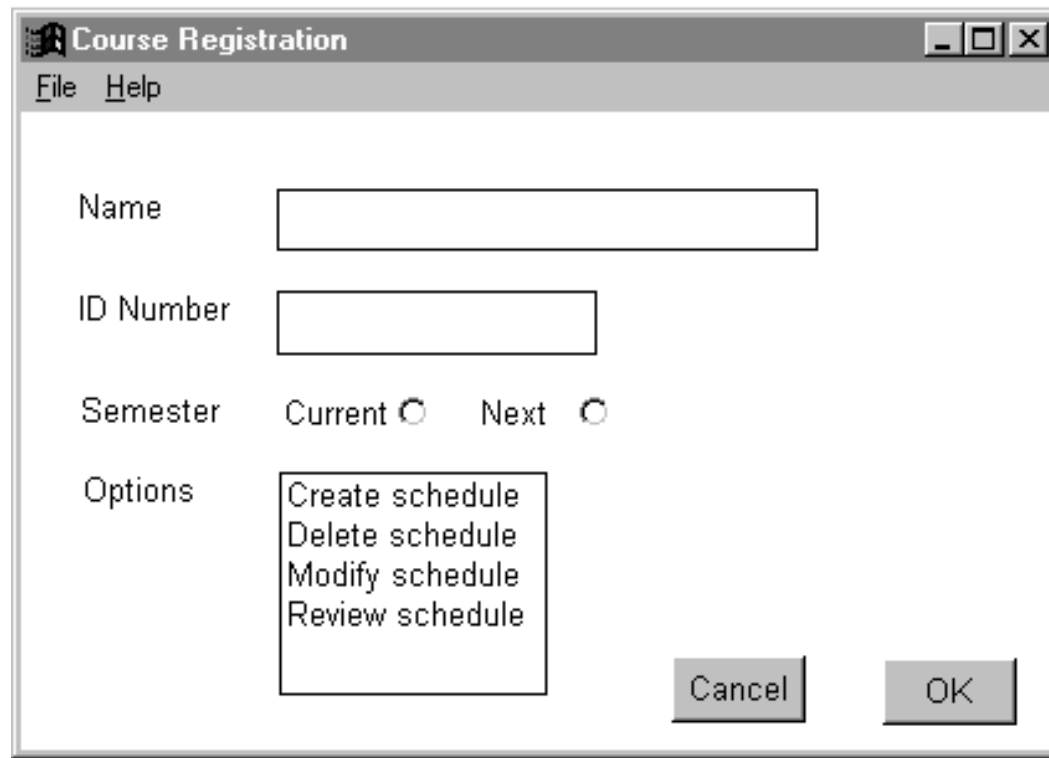 Course Registration
File Help
Name
ID Number
Semester Current Next
Options
Create schedule
Delete schedule
Modify schedule
Review schedule
Cancel OK